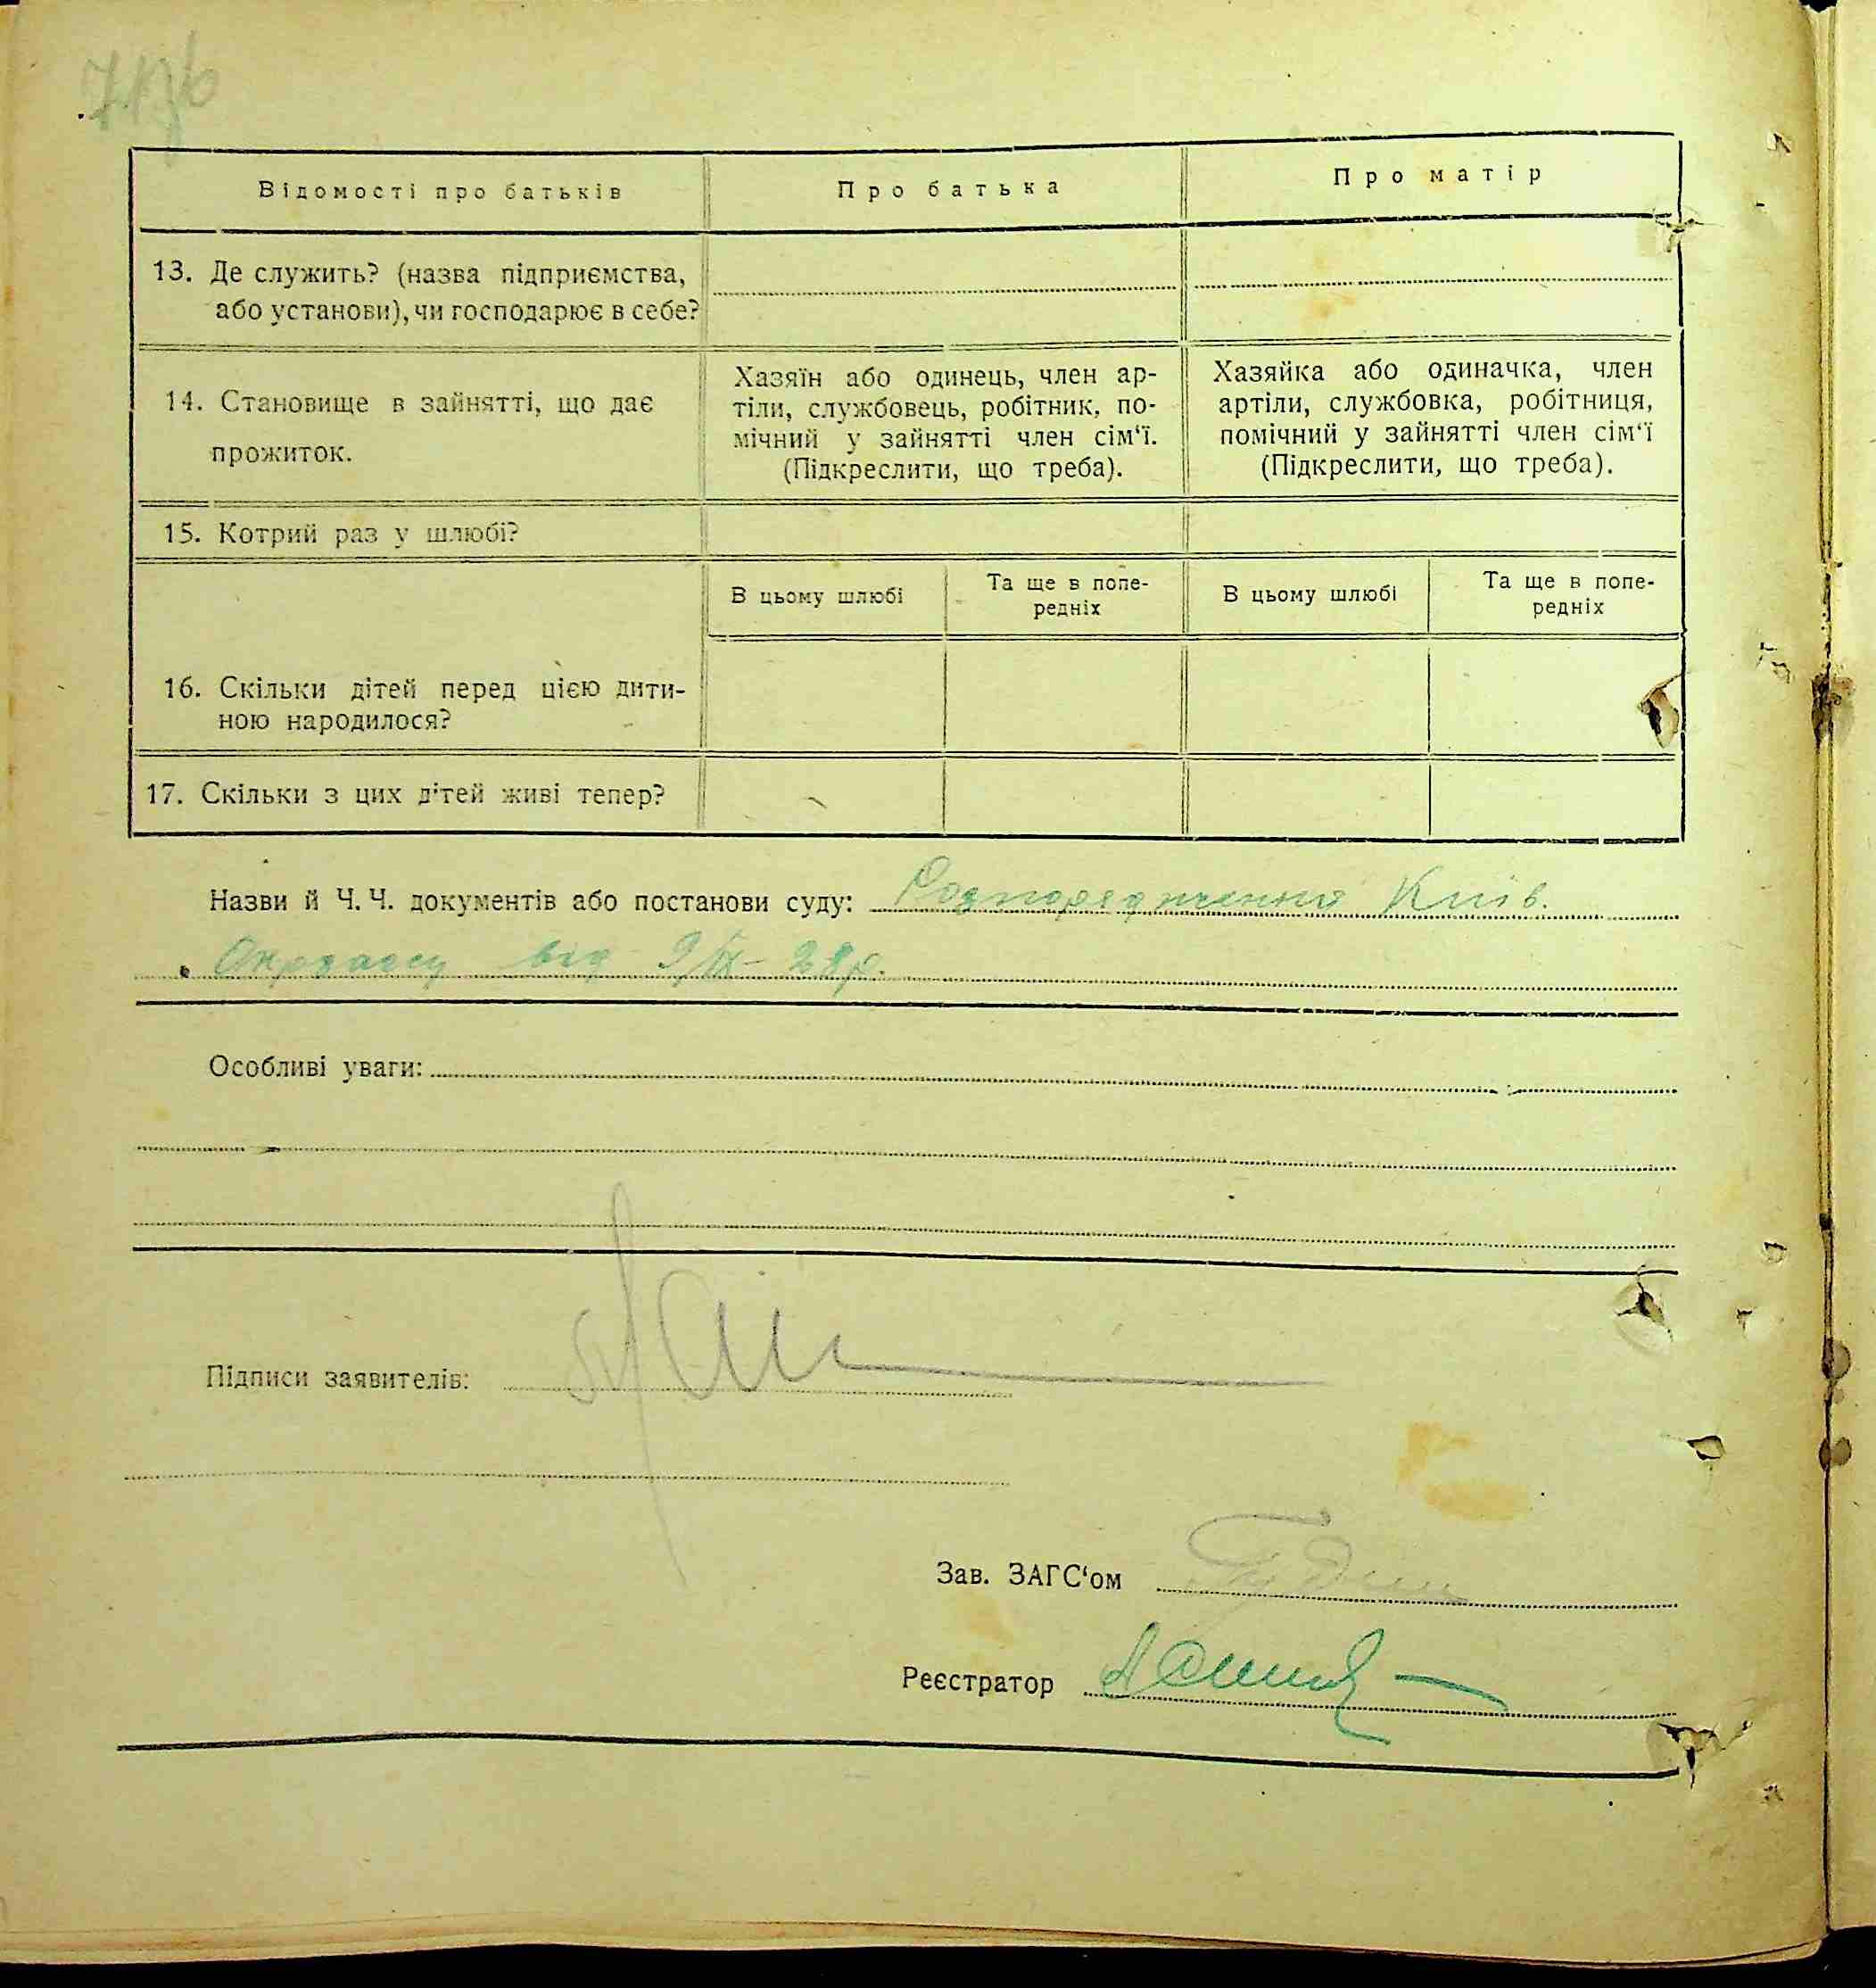 Відомості про батьків
Про батька
Про матір
13. Де служить? (назва підприємства,
або установи), чи господарює в себе?
14. Становище в зайнятті, що дає
прожиток.
Хазяїн або одинець, член ар-
тіли, службовець, робітник, по-
мічний у зайнятті член сім‘ї.
(Підкреслити, що треба).
Хазяйка або одиначка, член
артіли, службовка, робітниця,
помічний у зайнятті член сім‘ї
(Підкреслити, що треба).
15. Котрий раз у шлюбі?
В цьому шлюбі
Та ще в попе-
редніх
В цьому шлюбі
Та ще в попе-
редніх
16. Скільки дітей перед цією дити-
ною народилося?
17. Скільки з цих дітей живі тепер?
Назви й Ч. Ч. документів або постанови суду: Розпорядження Київ.
від 9/IX-28р.
Особливі уваги:
Підписи заявителів:
Зав. ЗАГС‘ом
Реєстратор